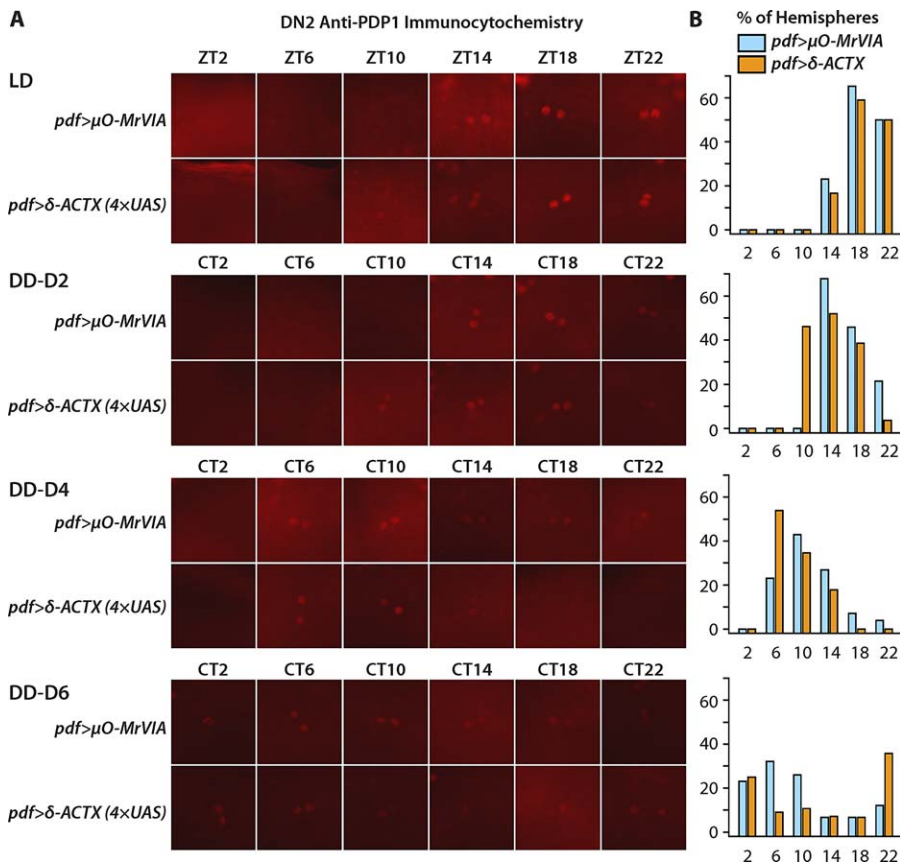 A
DN2 Anti-PDP1 Immunocytochemistry
B
% of Hemispheres
pdf>µO-MrVIA
pdf>δ-ACTX
ZT2 ZT6 ZT10 ZT14 ZT18 ZT22
LD
pdf>µO-MrVIA
pdf>δ-ACTX (4×UAS)
60
40
20
0
2 6 10 14 18 22
CT2 CT6 CT10 CT14 CT18 CT22
DD-D2
pdf>µO-MrVIA
pdf>δ-ACTX (4×UAS)
60
40
20
0
2 6 10 14 18 22
CT2 CT6 CT10 CT14 CT18 CT22
DD-D4
pdf>µO-MrVIA
pdf>δ-ACTX (4×UAS)
60
40
20
0
2 6 10 14 18 22
CT2 CT6 CT10 CT14 CT18 CT22
DD-D6
pdf>µO-MrVIA
pdf>δ-ACTX (4×UAS)
60
40
20
0
2 6 10 14 18 22